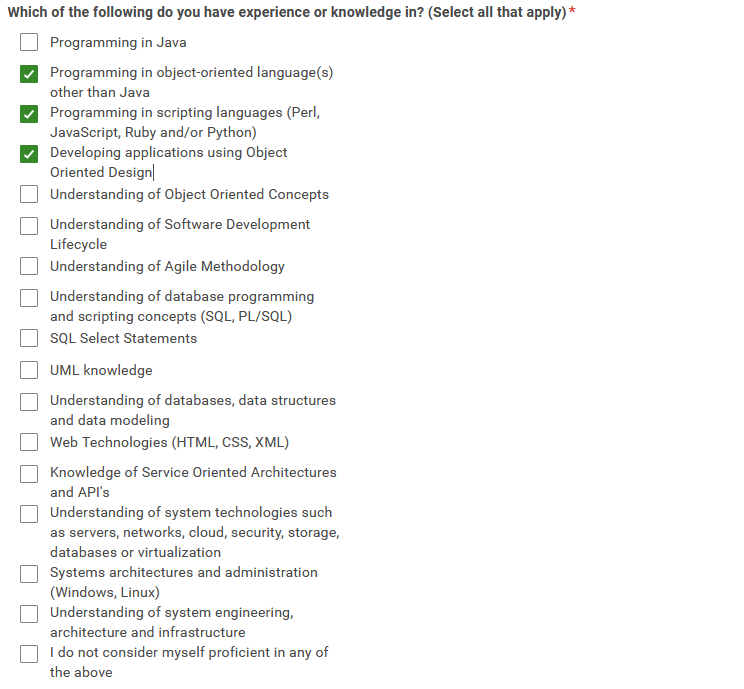 Which of the following do you have experience or knowledge in? (Select all that apply)*
Programming in Java
Programming in object-oriented language(s)
other than Java
Programming in scripting languages (Perl,
JavaScript, Ruby and/or Python)
Developing applications using Object
Oriented Design
Understanding of Object Oriented Concepts
Understanding of Software Development
Lifecycle
Understanding of Agile Methodology
Understanding of database programming
and scripting concepts (SQL, PL/SQL)
SQL Select Statements
UML knowledge
Understanding of databases, data structures
and data modeling
Web Technologies (HTML, CSS, XML)
Knowledge of Service Oriented Architectures
and API's
Understanding of system technologies such
as servers, networks, cloud, security, storage,
databases or virtualization
Systems architectures and administration
(Windows, Linux)
Understanding of system engineering,
architecture and infrastructure
I do not consider myself proficient in any of
the above